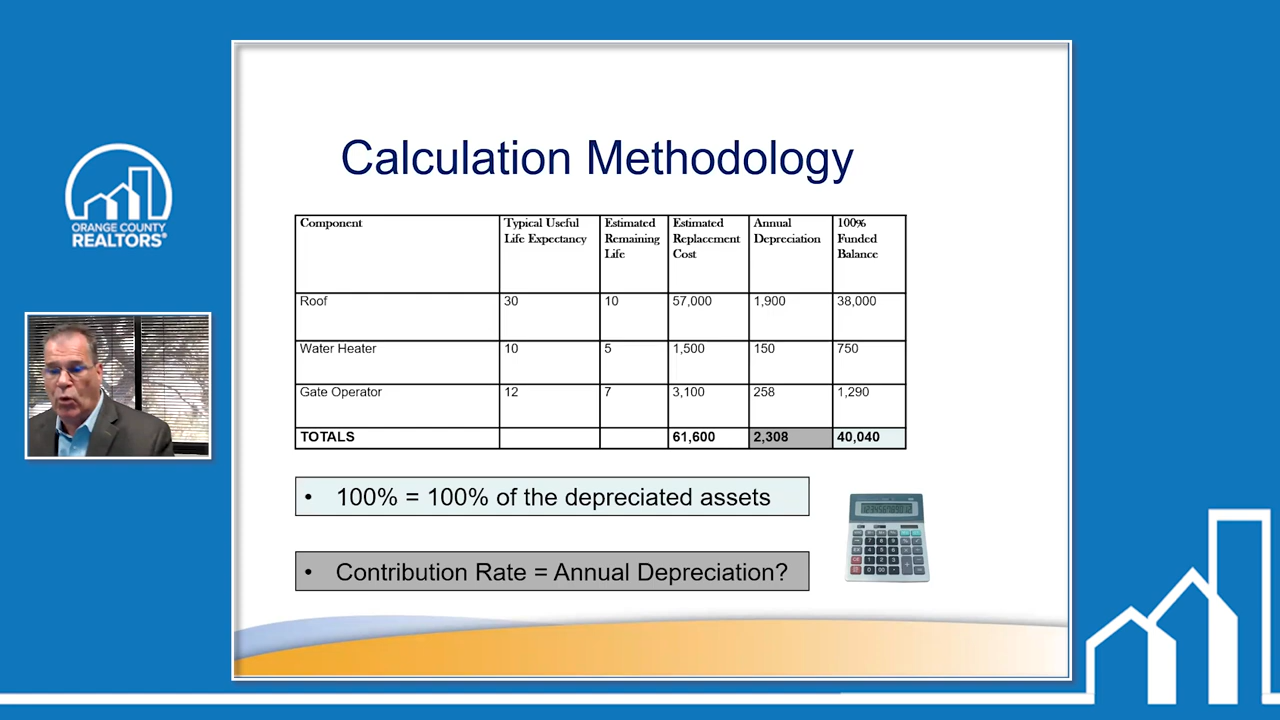 Calculation Methodology
ORANGE COUNTY
REALTORS®
Component Typical Useful Life Expectancy Estimated Remaining Life Estimated Replacement Cost Annual Depreciation 100% Funded Balance
Roof 30 10 57,000 1,900 38,000
Water Heater 10 5 1,500 150 750
Gate Operator 12 7 3,100 258 1,290
TOTALS 61,600 2,308 40,040
• 100% = 100% of the depreciated assets
• Contribution Rate = Annual Depreciation?